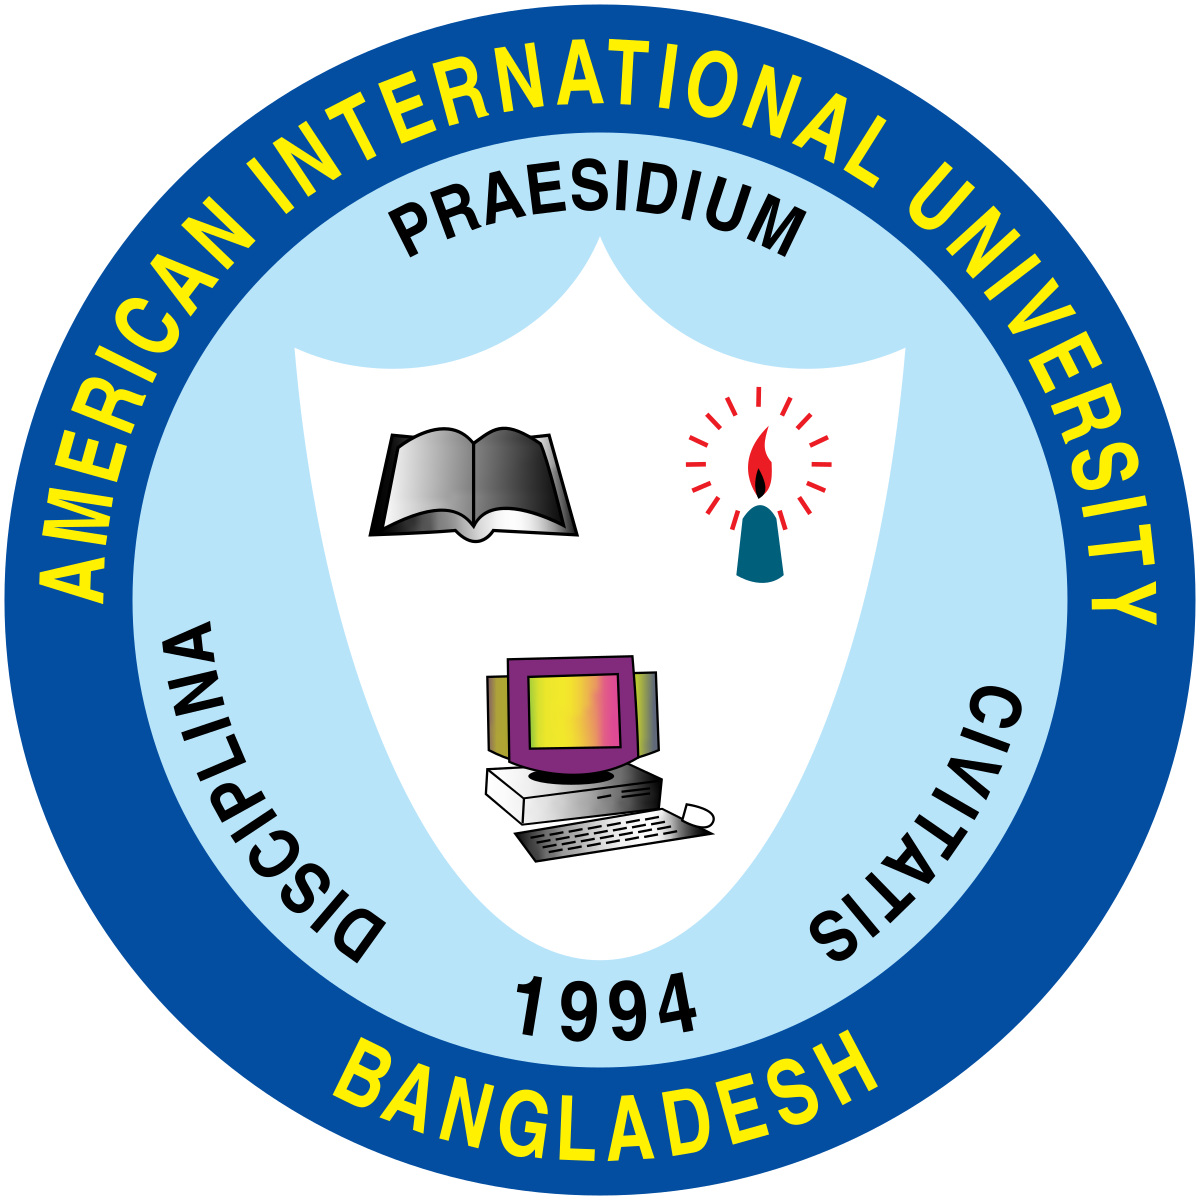 AMERICAN INTERNATIONAL UNIVERSITY
PRAESIDIUM
DISCIPLINA
CIVITATIS
1994
BANGLADESH